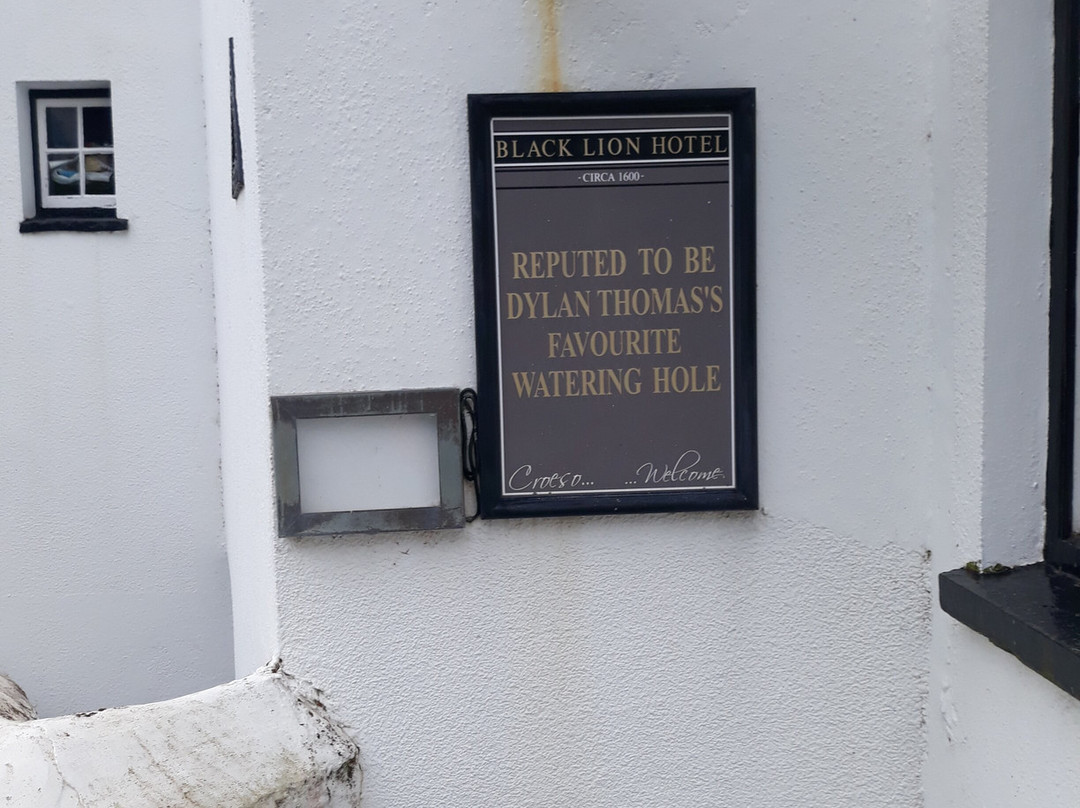 BLACK LION HOTEL
-CIRCA 1600-
REPUTED TO BE
DYLAN THOMAS'S
FAVOURITE
WATERING HOLE
Croeso... ...Welcome